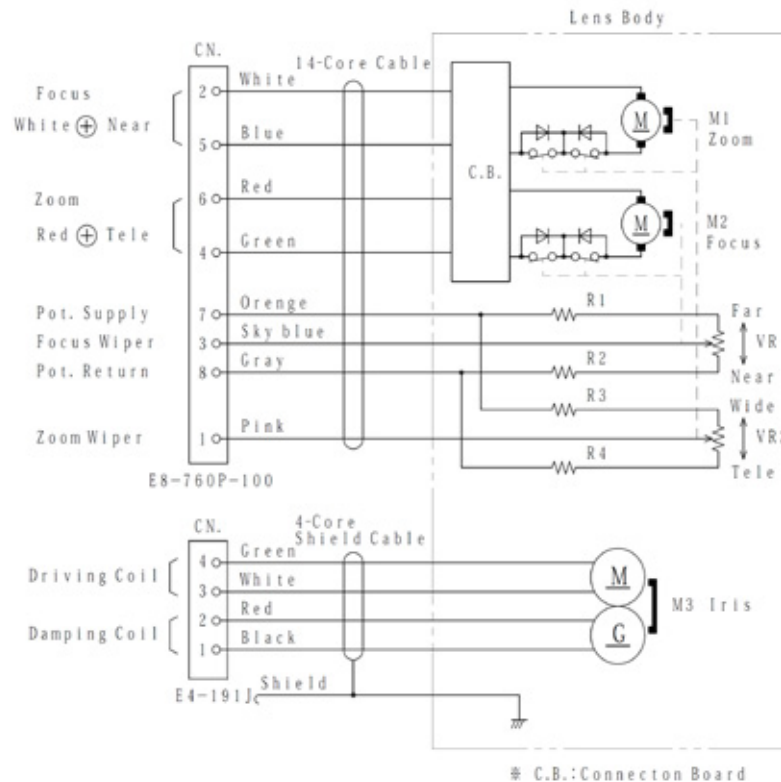 Lens Body
CN.
14-Core Cable
Focus
White ⊕ Near
2
White
5
Blue
Zoom
Red ⊕ Tele
6
Red
4
Green
C.B.
M
M1
Zoom
M
M2
Focus
Pot. Supply
7
Orenge
R1
Far
Focus Wiper
3
Sky blue
VR
Pot. Return
8
Gray
R2
Near
R3
Wide
Zoom Wiper
1
Pink
R4
Tele
E8-760P-100
CN.
4-Core
Shield Cable
Driving Coil
4
Green
3
White
M
Damping Coil
2
Red
1
Black
G
M3 Iris
E4-191J
Shield
※ C.B.:Connecton Board